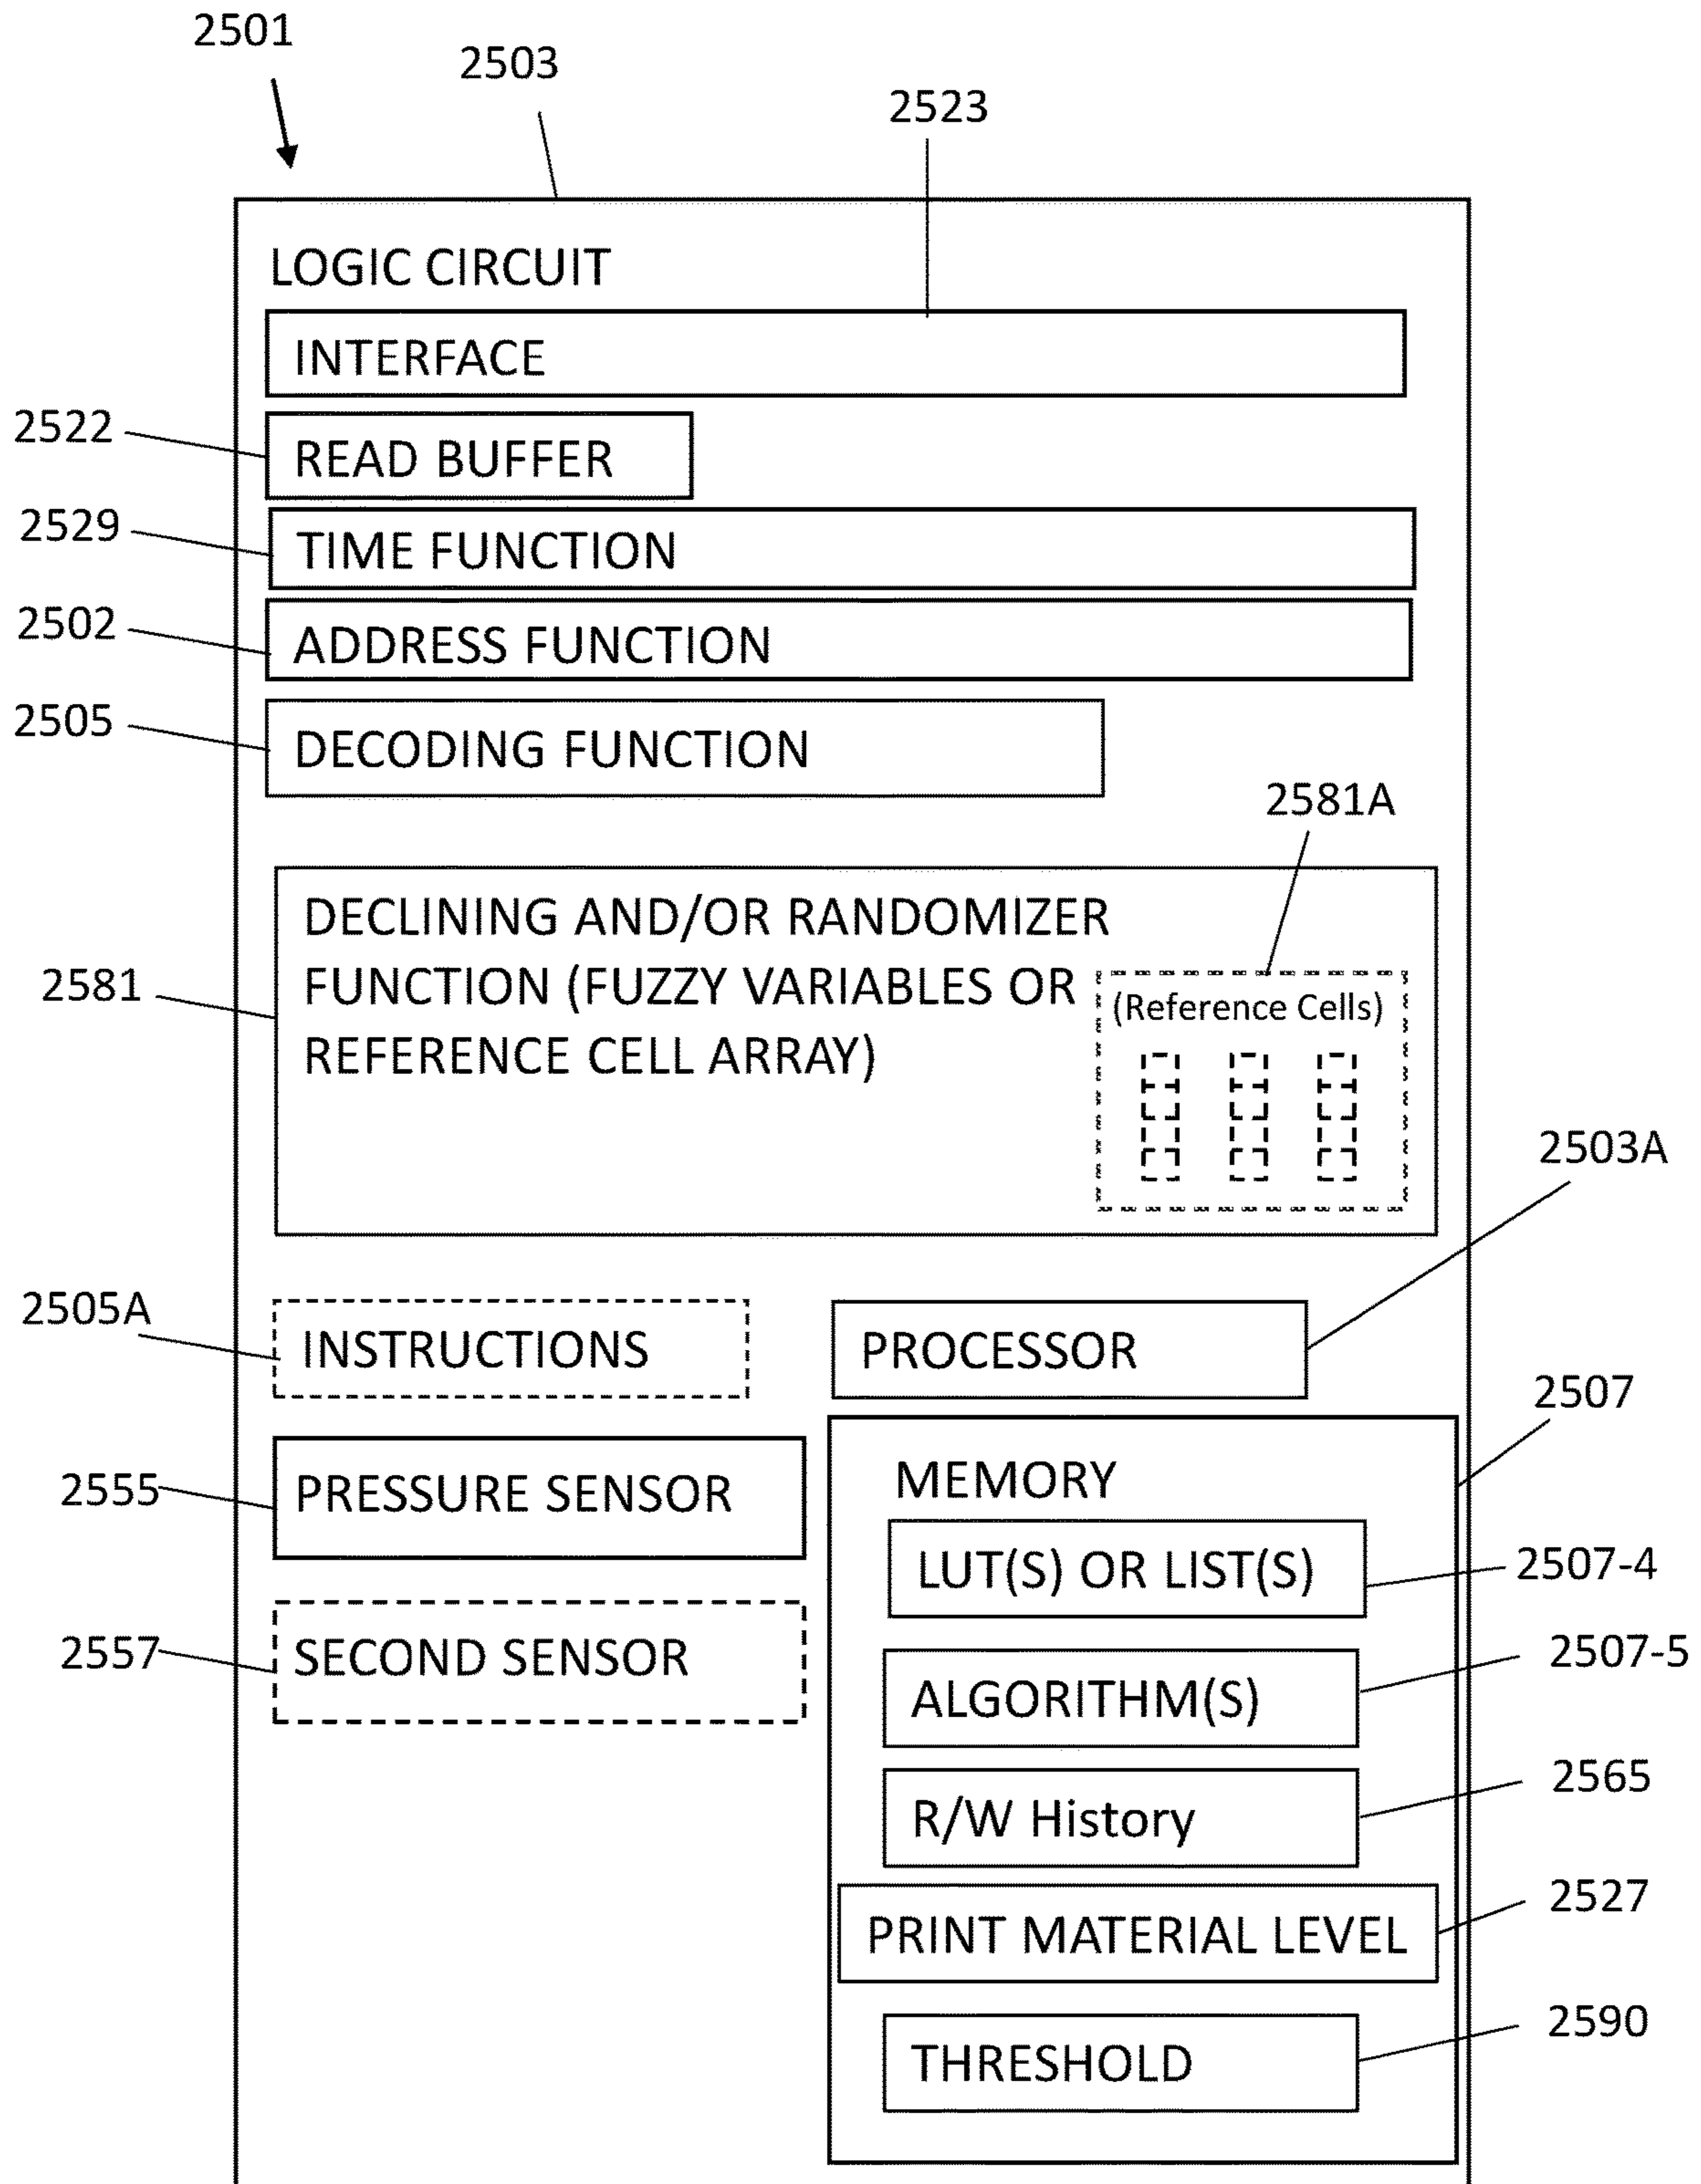 2501
2503
2523
LOGIC CIRCUIT
INTERFACE
2522
READ BUFFER
2529
TIME FUNCTION
2502
ADDRESS FUNCTION
2505
DECODING FUNCTION
2581A
DECLINING AND/OR RANDOMIZER
FUNCTION (FUZZY VARIABLES OR
REFERENCE CELL ARRAY)
2581
(Reference Cells)
2503A
2505A
INSTRUCTIONS
PROCESSOR
2507
2555
PRESSURE SENSOR
MEMORY
LUT(S) OR LIST(S)
2507-4
2557
SECOND SENSOR
ALGORITHM(S)
2507-5
R/W History
2565
PRINT MATERIAL LEVEL
2527
THRESHOLD
2590